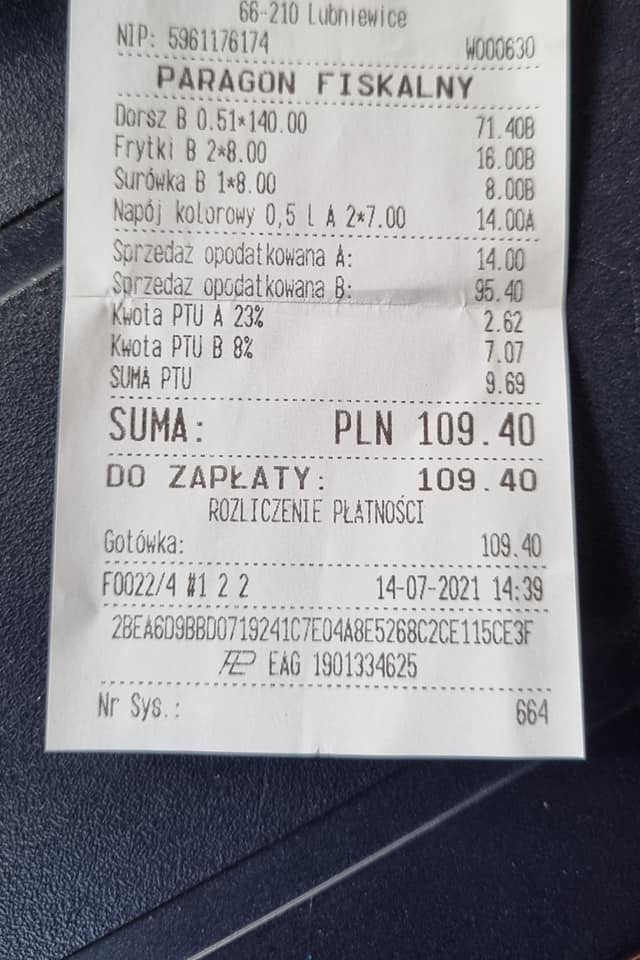 66-210 Lubniewice
NIP: 5961176174 W000630
PARAGON FISKALNY
Dorsz B 0.51*140.00 71.40B
Frytki B 2*8.00 16.00B
Surówka B 1*8.00 8.00B
Napój kolorowy 0,5 L A 2*7.00 14.00A
Sprzedaż opodatkowana A: 14.00
Sprzedaż opodatkowana B: 95.40
Kwota PTU A 23% 2.62
Kwota PTU B 8% 7.07
SUMA PTU 9.69
SUMA: PLN 109.40
DO ZAPŁATY: 109.40
ROZLICZENIE PŁATNOŚCI
Gotówka: 109.40
F0022/4 #1 2 2 14-07-2021 14:39
2BEA6D9BBD0719241C7E04A8E5268C2CE115CE3F
EAG 1901334625
Nr Sys.: 664